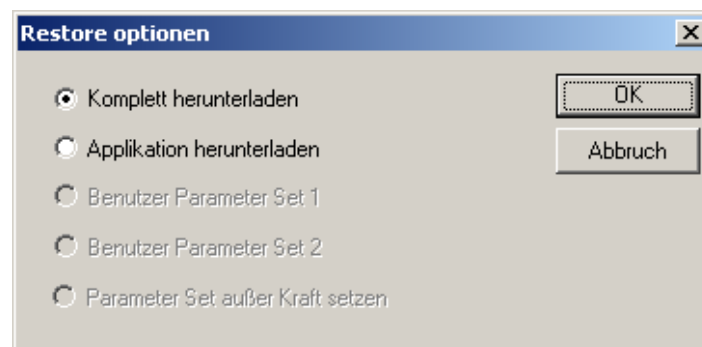 Restore optionen
Komplett herunterladen
OK
Applikation herunterladen
Abbruch
Benutzer Parameter Set 1
Benutzer Parameter Set 2
Parameter Set außer Kraft setzen